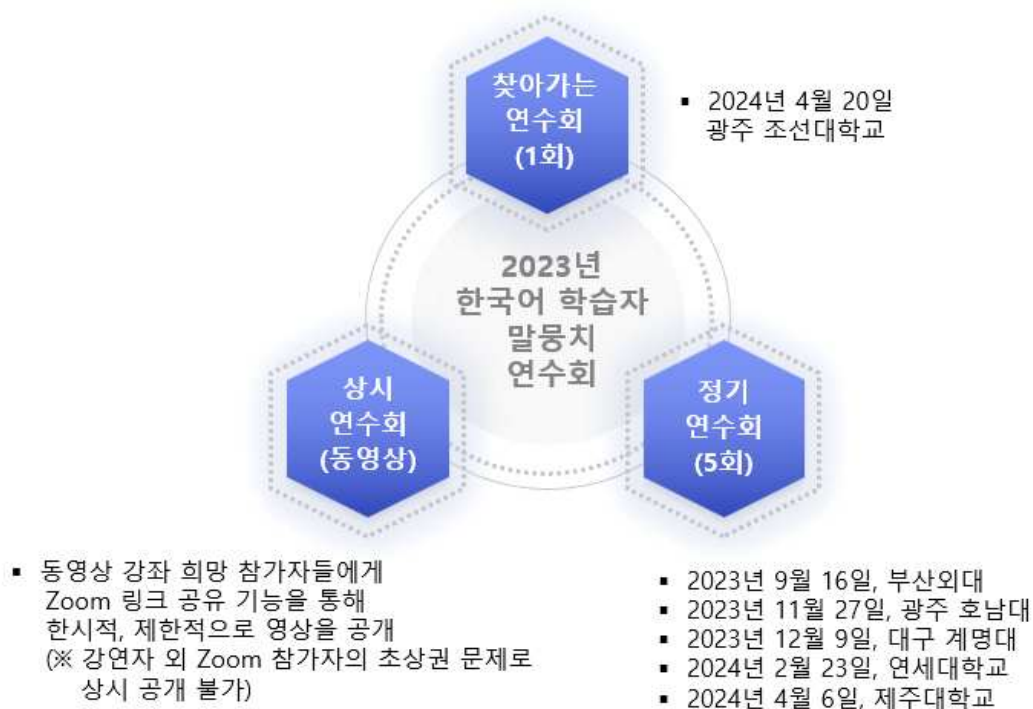 찾아가는
연수회
(1회)
▪ 2024년 4월 20일
광주 조선대학교
2023년
한국어 학습자
말뭉치
연수회
상시
연수회
(동영상)
정기
연수회
(5회)
▪ 동영상 강좌 희망 참가자들에게
Zoom 링크 공유 기능을 통해
한시적, 제한적으로 영상을 공개
(※ 강연자 외 Zoom 참가자의 초상권 문제로
상시 공개 불가)
▪ 2023년 9월 16일, 부산외대
▪ 2023년 11월 27일, 광주 호남대
▪ 2023년 12월 9일, 대구 계명대
▪ 2024년 2월 23일, 연세대학교
▪ 2024년 4월 6일, 제주대학교